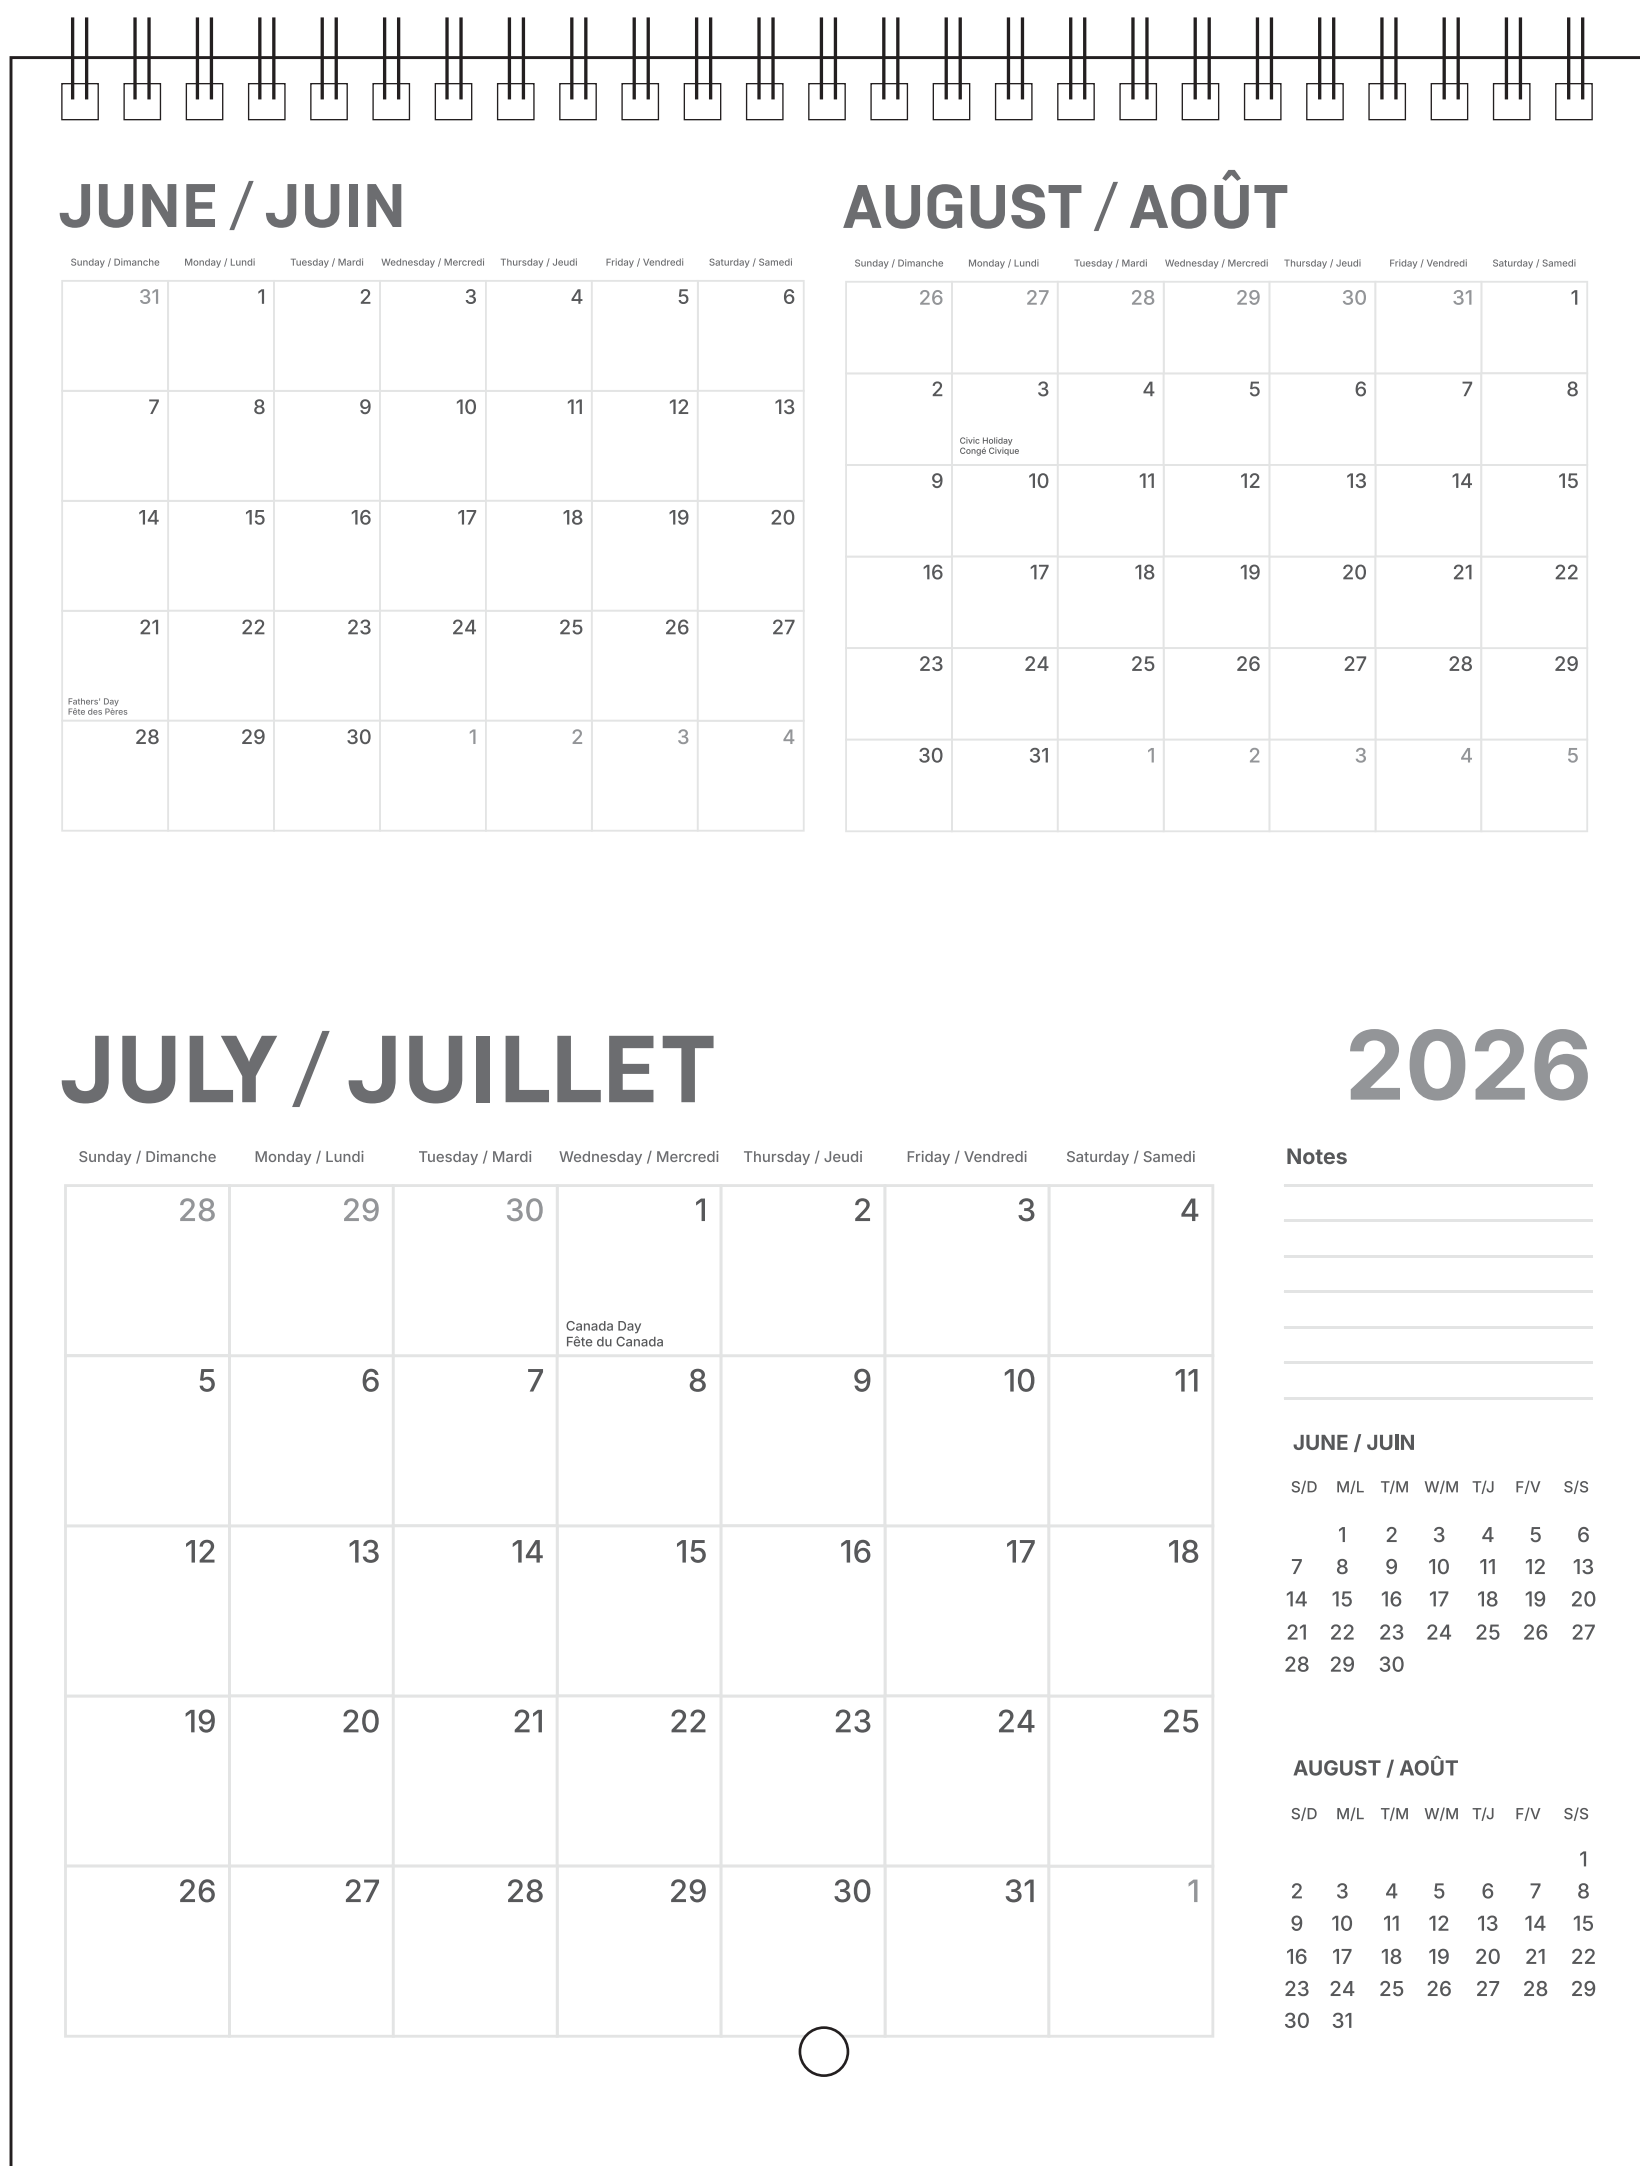 JUNE / JUIN
Sunday / Dimanche Monday / Lundi Tuesday / Mardi Wednesday / Mercredi Thursday / Jeudi Friday / Vendredi Saturday / Samedi
31 1 2 3 4 5 6
7 8 9 10 11 12 13
14 15 16 17 18 19 20
21 22 23 24 25 26 27
Fathers' Day
Fête des Pères
28 29 30 1 2 3 4
AUGUST / AOÛT
Sunday / Dimanche Monday / Lundi Tuesday / Mardi Wednesday / Mercredi Thursday / Jeudi Friday / Vendredi Saturday / Samedi
26 27 28 29 30 31 1
2 3 4 5 6 7 8
Civic Holiday
Congé Civique
9 10 11 12 13 14 15
16 17 18 19 20 21 22
23 24 25 26 27 28 29
30 31 1 2 3 4 5
JULY / JUILLET
2026
Sunday / Dimanche Monday / Lundi Tuesday / Mardi Wednesday / Mercredi Thursday / Jeudi Friday / Vendredi Saturday / Samedi
28 29 30 1 2 3 4
Canada Day
Fête du Canada
5 6 7 8 9 10 11
12 13 14 15 16 17 18
19 20 21 22 23 24 25
26 27 28 29 30 31 1
Notes
JUNE / JUIN
S/D M/L T/M W/M T/J F/V S/S
1 2 3 4 5 6
7 8 9 10 11 12 13
14 15 16 17 18 19 20
21 22 23 24 25 26 27
28 29 30
AUGUST / AOÛT
S/D M/L T/M W/M T/J F/V S/S
1
2 3 4 5 6 7 8
9 10 11 12 13 14 15
16 17 18 19 20 21 22
23 24 25 26 27 28 29
30 31